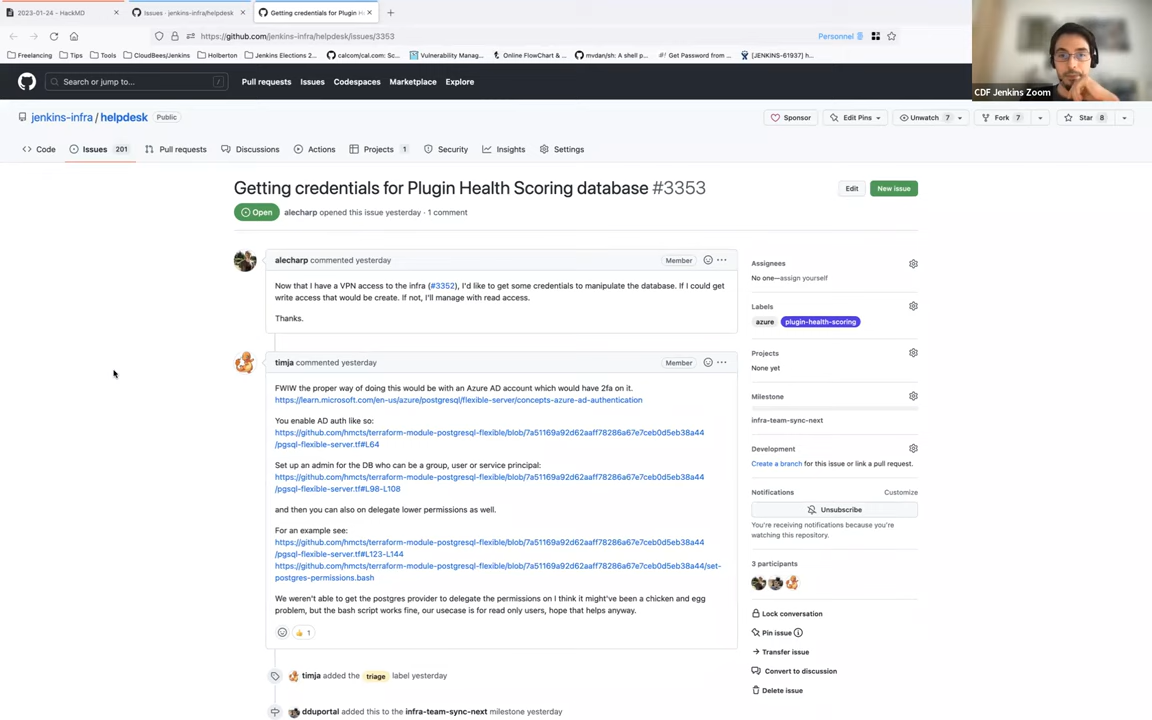 2023-01-24 - HackMD
Issues · jenkins-infra/helpdesk
Getting credentials for Plugin H
https://github.com/jenkins-infra/helpdesk/issues/3353
Personnel
Freelancing
Tips
Tools
CloudBees/Jenkins
Holberton
Jenkins Elections 2...
calcom/cal.com: Sc...
Vulnerability Manag...
Online FlowChart & ...
mvdan/sh: A shell p...
Get Password from ...
[JENKINS-61937] h...
CDF Jenkins Zoom
Search or jump to...
/
Pull requests
Issues
Codespaces
Marketplace
Explore
jenkins-infra / helpdesk
Public
Sponsor
Edit Pins
Unwatch 7
Fork 7
Star 8
Code
Issues 201
Pull requests
Discussions
Actions
Projects 1
Security
Insights
Settings
Getting credentials for Plugin Health Scoring database #3353
Edit
New issue
Open
alecharp opened this issue yesterday · 1 comment
alecharp commented yesterday
Member
Now that I have a VPN access to the infra (#3352), I'd like to get some credentials to manipulate the database. If I could get
write access that would be create. If not, I'll manage with read access.
Thanks.
timja commented yesterday
Member
FWIW the proper way of doing this would be with an Azure AD account which would have 2fa on it.
https://learn.microsoft.com/en-us/azure/postgresql/flexible-server/concepts-azure-ad-authentication
You enable AD auth like so:
https://github.com/hmcts/terraform-module-postgresql-flexible/blob/7a51169a92d62aaff78286a67e7ceb0d5eb38a44
/pgsql-flexible-server.tf#L64
Set up an admin for the DB who can be a group, user or service principal:
https://github.com/hmcts/terraform-module-postgresql-flexible/blob/7a51169a92d62aaff78286a67e7ceb0d5eb38a44
/pgsql-flexible-server.tf#L98-L108
and then you can also on delegate lower permissions as well.
For an example see:
https://github.com/hmcts/terraform-module-postgresql-flexible/blob/7a51169a92d62aaff78286a67e7ceb0d5eb38a44
/pgsql-flexible-server.tf#L123-L144
https://github.com/hmcts/terraform-module-postgresql-flexible/blob/7a51169a92d62aaff78286a67e7ceb0d5eb38a44/set-
postgres-permissions.bash
We weren't able to get the postgres provider to delegate the permissions on I think it might've been a chicken and egg
problem, but the bash script works fine, our usecase is for read only users, hope that helps anyway.
1
timja added the triage label yesterday
dduportal added this to the infra-team-sync-next milestone yesterday
Assignees
No one—assign yourself
Labels
azure
plugin-health-scoring
Projects
None yet
Milestone
infra-team-sync-next
Development
Create a branch for this issue or link a pull request.
Notifications
Customize
Unsubscribe
You're receiving notifications because you're
watching this repository.
3 participants
Lock conversation
Pin issue
Transfer issue
Convert to discussion
Delete issue